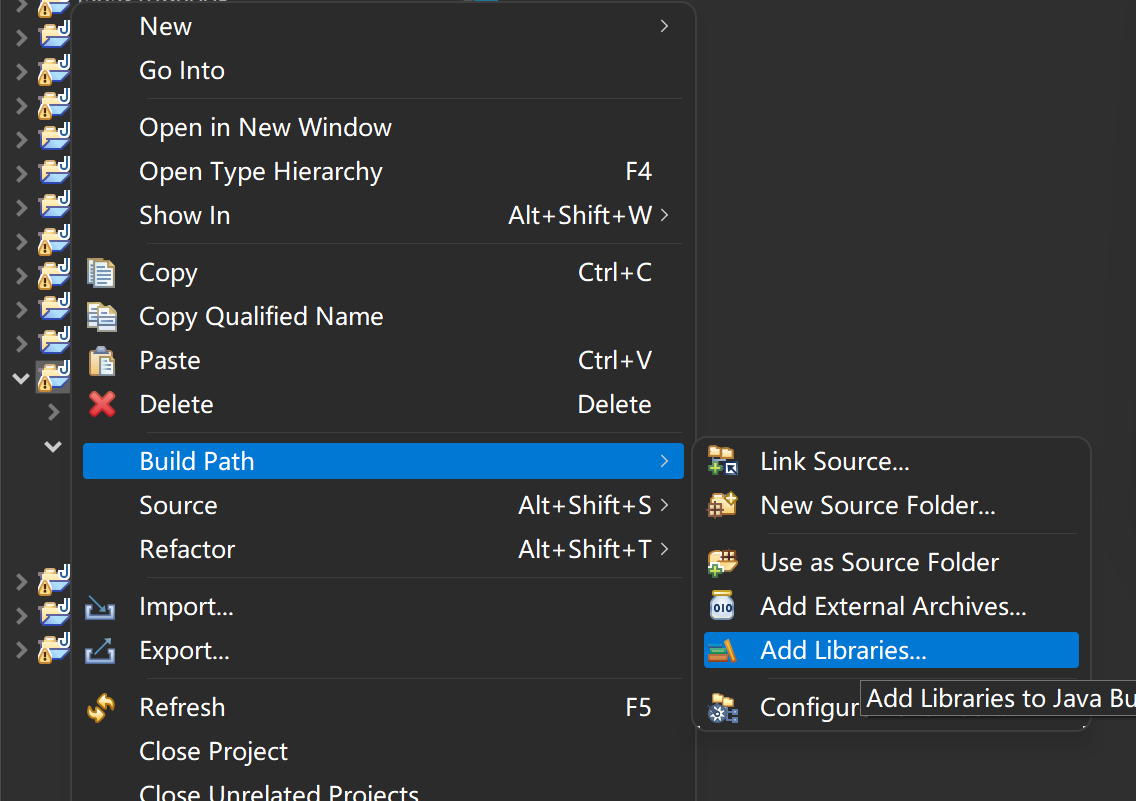 New
Go Into
Open in New Window
Open Type Hierarchy F4
Show In Alt+Shift+W
Copy Ctrl+C
Copy Qualified Name
Paste Ctrl+V
Delete Delete
Build Path
Source Alt+Shift+S
Refactor Alt+Shift+T
Import...
Export...
Refresh F5
Close Project
Close Unrelated Projects
Link Source...
New Source Folder...
Use as Source Folder
010 Add External Archives...
Add Libraries...
Add Libraries to Java Bu